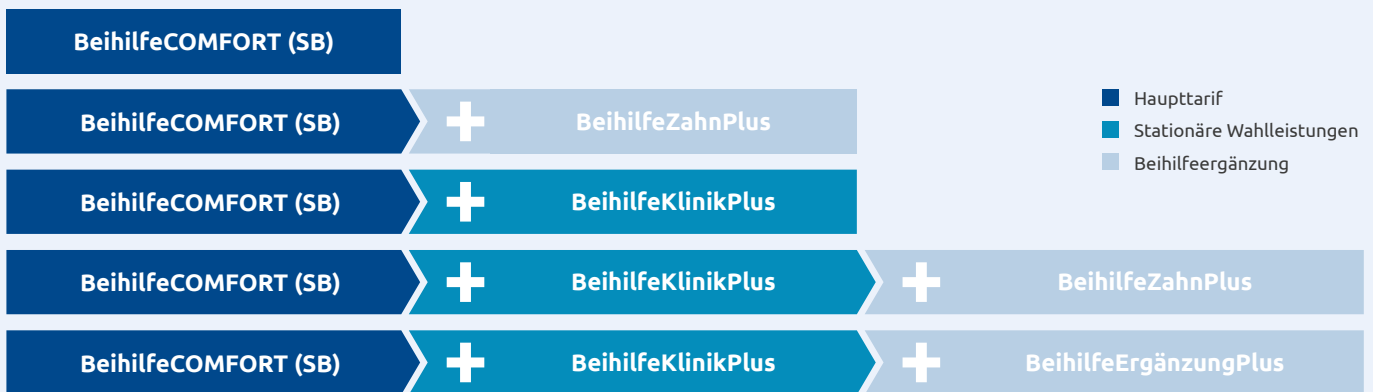 BeihilfeCOMFORT (SB)
BeihilfeCOMFORT (SB) + BeihilfeZahnPlus
BeihilfeCOMFORT (SB) + BeihilfeKlinikPlus
BeihilfeCOMFORT (SB) + BeihilfeKlinikPlus + BeihilfeZahnPlus
BeihilfeCOMFORT (SB) + BeihilfeKlinikPlus + BeihilfeErgänzungPlus
Haupttarif
Stationäre Wahlleistungen
Beihilfeergänzung